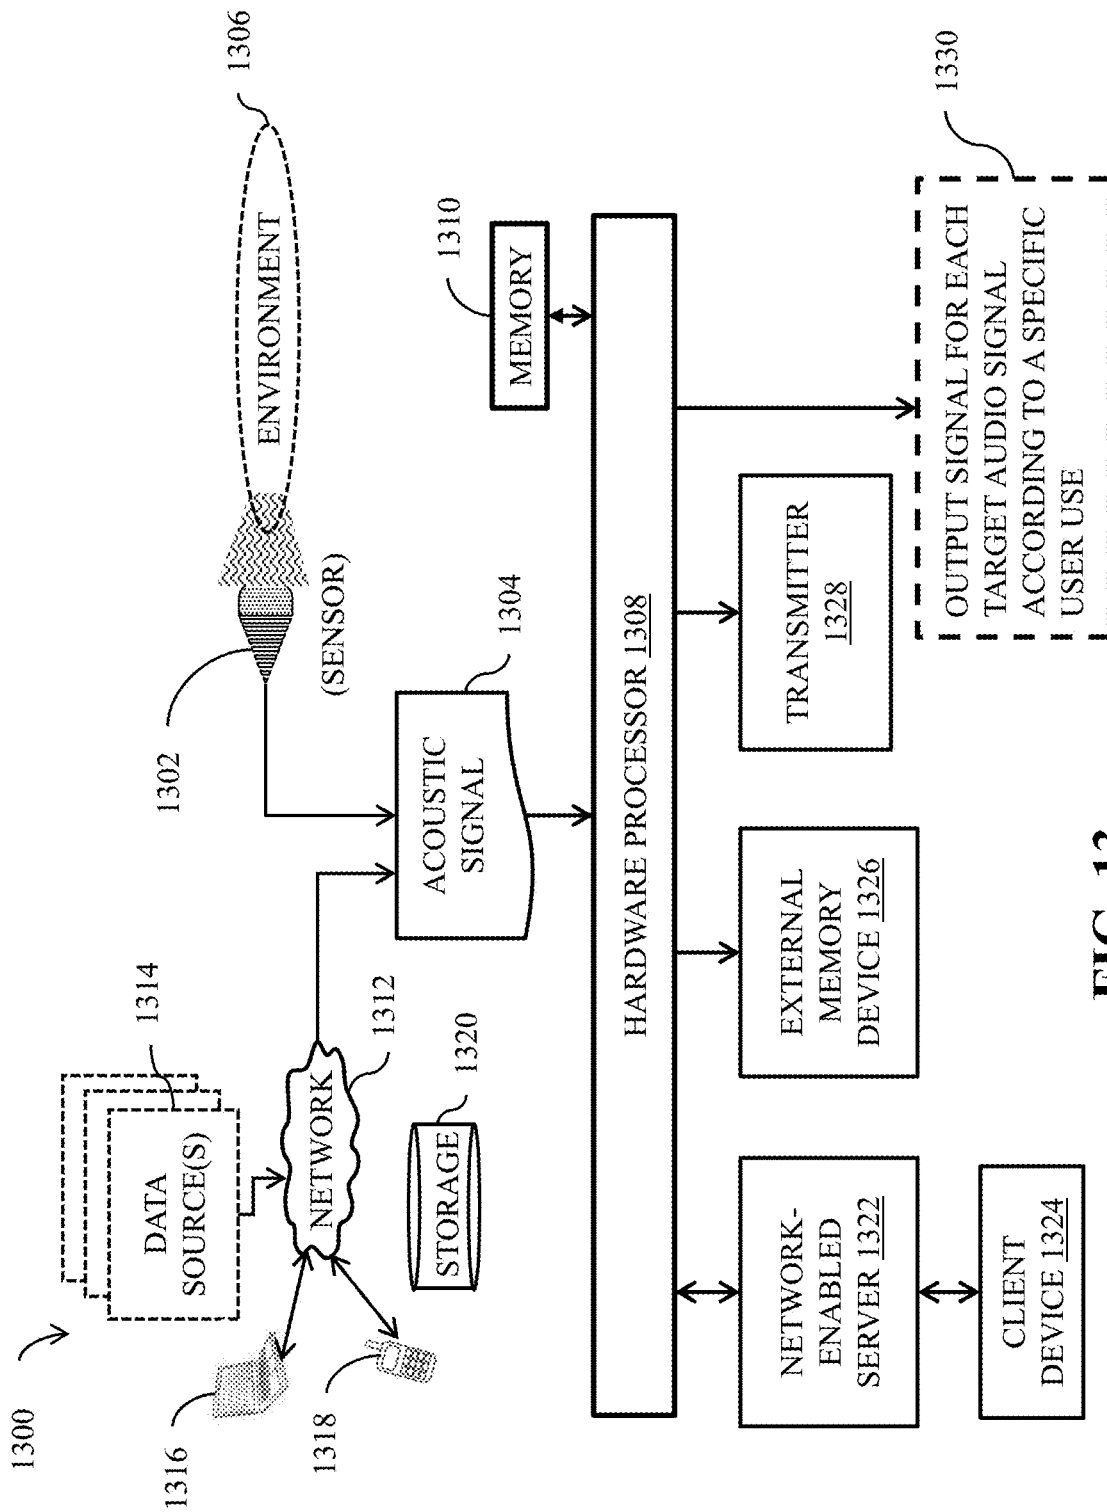 1300
DATA
SOURCE(S)
1314
1316
1318
NETWORK
1312
STORAGE
1320
1302
(SENSOR)
ENVIRONMENT
1306
ACOUSTIC
SIGNAL
1304
MEMORY
1310
HARDWARE PROCESSOR 1308
NETWORK-
ENABLED
SERVER 1322
CLIENT
DEVICE 1324
EXTERNAL
MEMORY
DEVICE 1326
TRANSMITTER
1328
OUTPUT SIGNAL FOR EACH
TARGET AUDIO SIGNAL
ACCORDING TO A SPECIFIC
USER USE
1330
FIG. 13